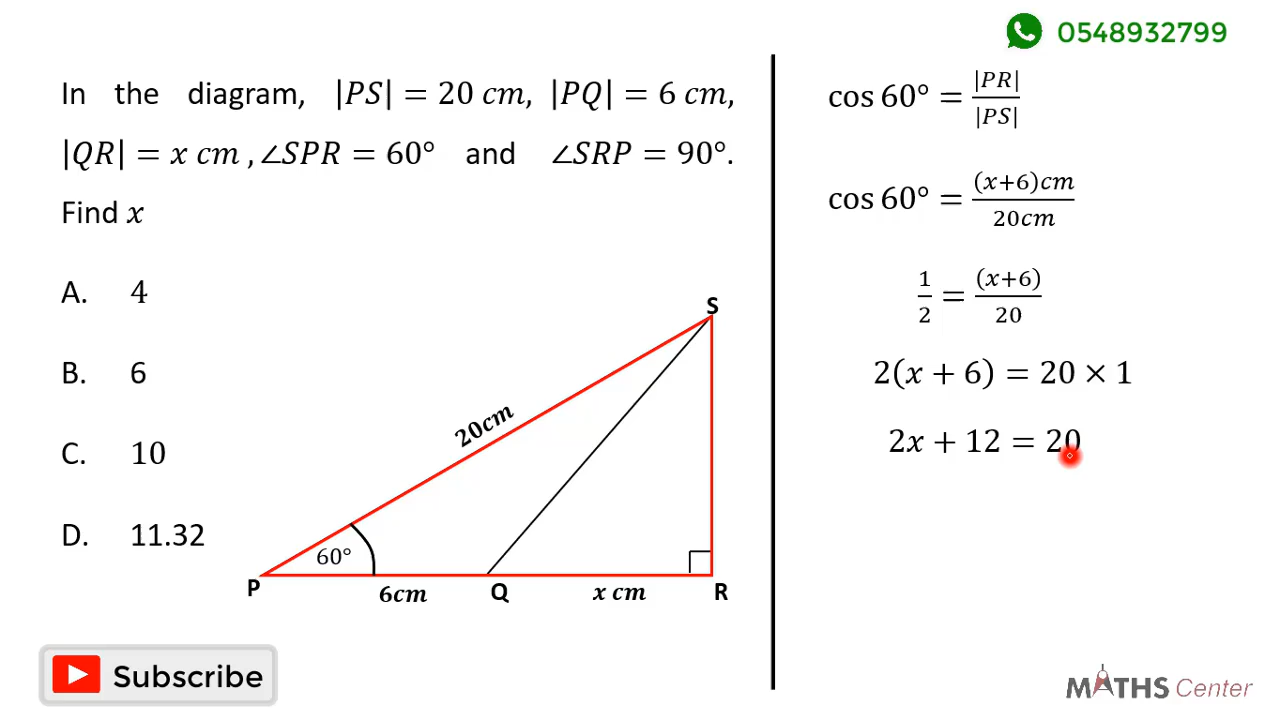 0548932799
In the diagram, |PS| = 20 cm, |PQ| = 6 cm,
|QR| = x cm , ∠SPR = 60° and ∠SRP = 90°.
Find x
A. 4
B. 6
C. 10
D. 11.32
S
20cm
60°
P
6cm
Q
x cm
R
cos 60° = |PR| / |PS|
cos 60° = (x+6)cm / 20cm
1/2 = (x+6) / 20
2(x + 6) = 20 × 1
2x + 12 = 20
Subscribe
MATHS Center